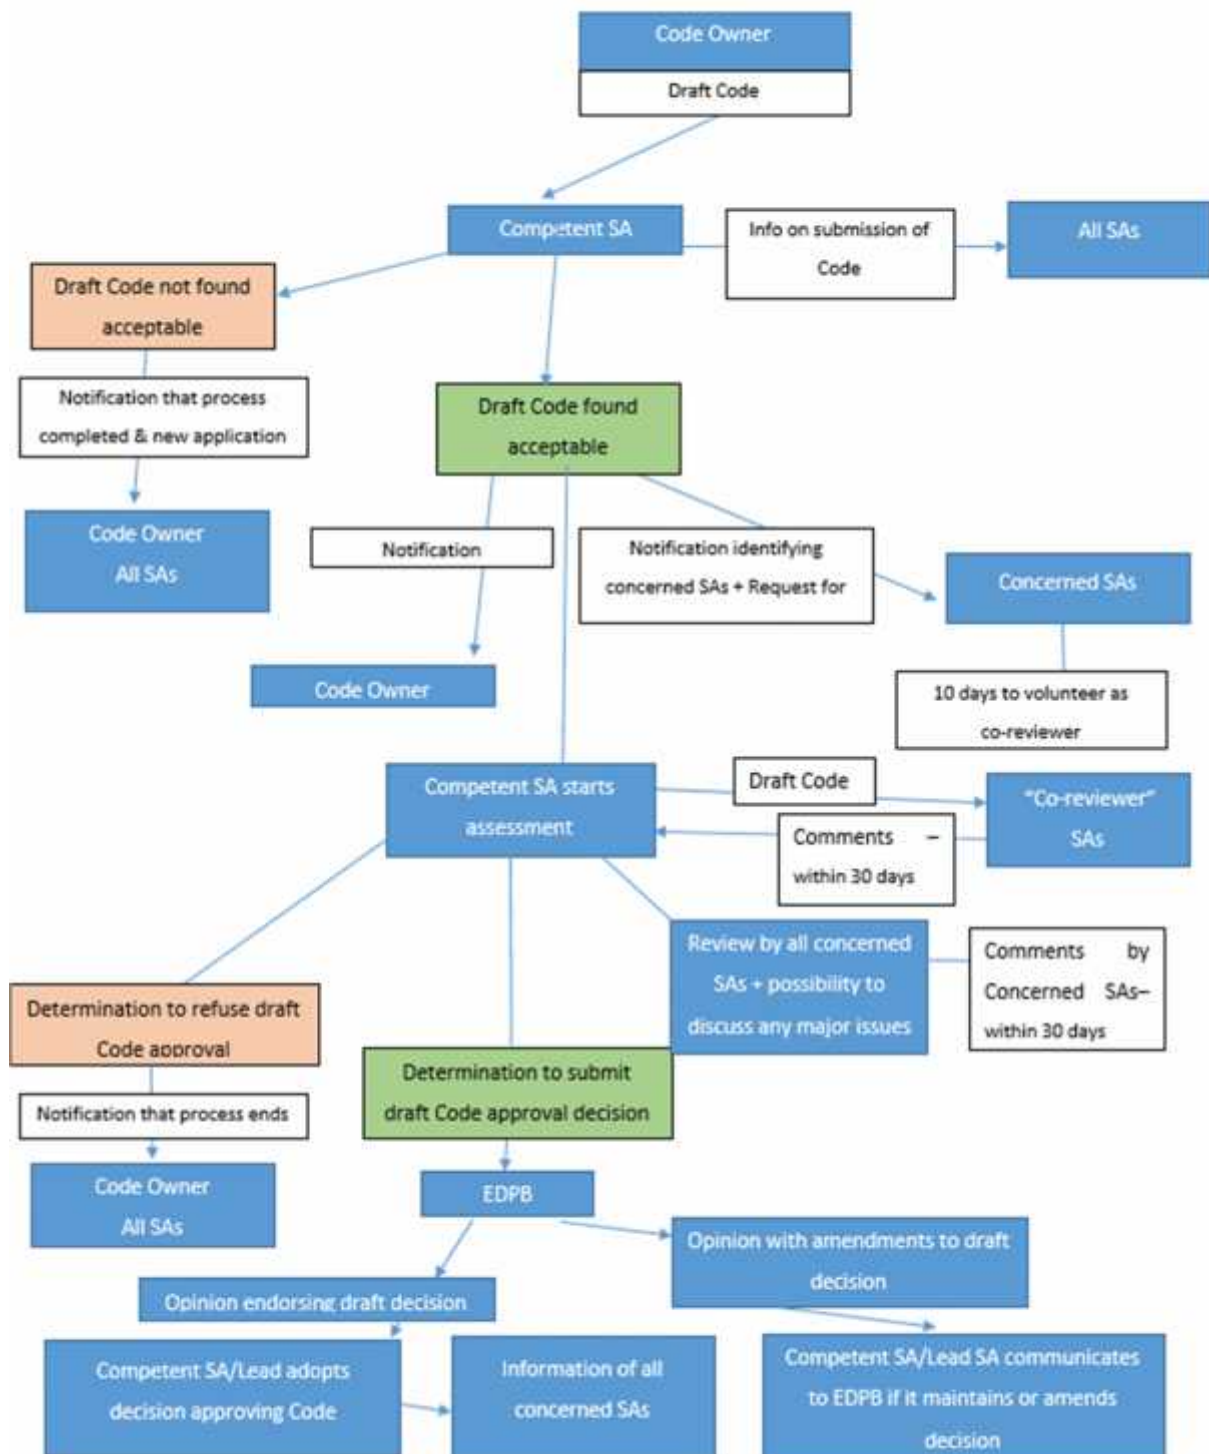 Code Owner
Draft Code
Competent SA
Info on submission of
Code
All SAs
Draft Code not found
acceptable
Notification that process
completed & new application
Code Owner
All SAs
Draft Code found
acceptable
Notification
Notification identifying
concerned SAs + Request for
Concerned SAs
Code Owner
10 days to volunteer as
co-reviewer
Competent SA starts
assessment
Draft Code
"Co-reviewer"
SAs
Comments –
within 30 days
Review by all concerned
SAs + possibility to
discuss any major issues
Comments by
Concerned SAs–
within 30 days
Determination to refuse draft
Code approval
Notification that process ends
Code Owner
All SAs
Determination to submit
draft Code approval decision
EDPB
Opinion with amendments to draft
decision
Opinion endorsing draft decision
Competent SA/Lead adopts
decision approving Code
Information of all
concerned SAs
Competent SA/Lead SA communicates
to EDPB if it maintains or amends
decision